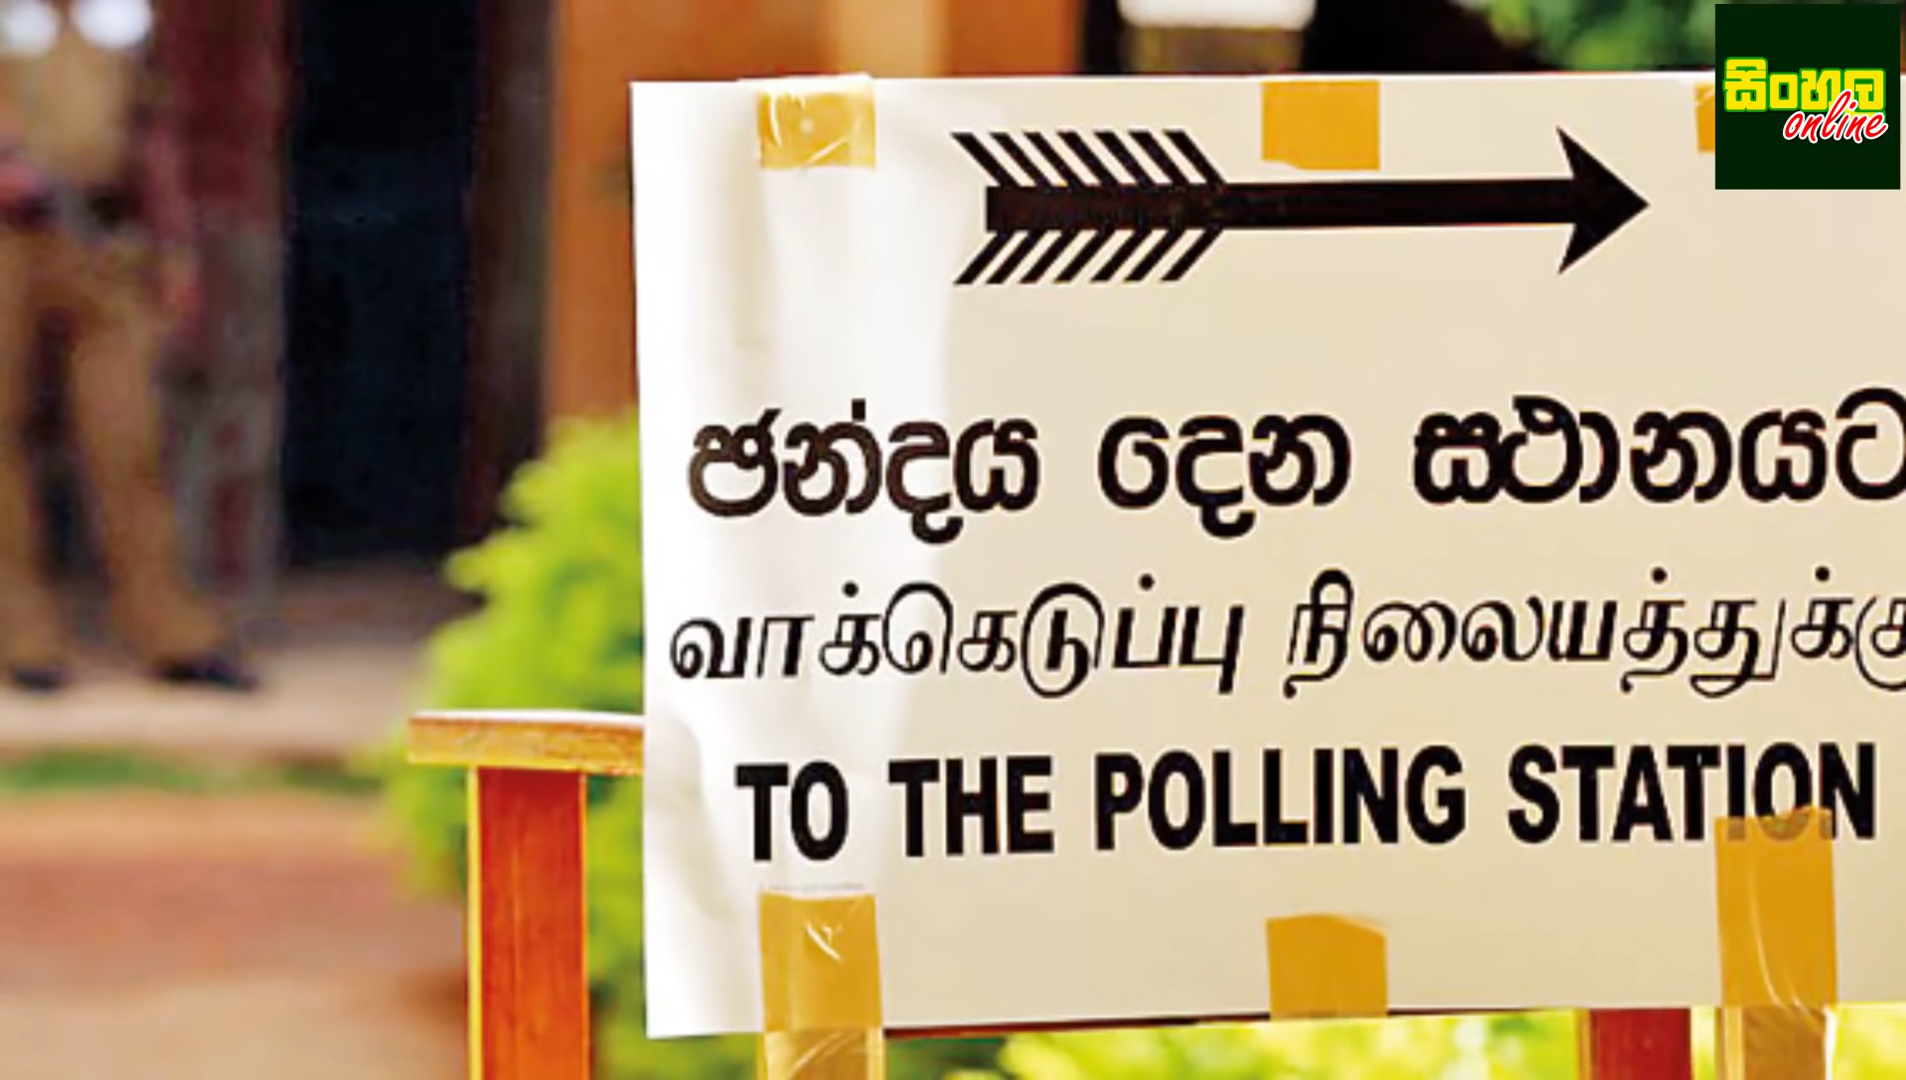 සිංහල
online
ඡන්දය දෙන ස්ථානයට
வாக்கெடுப்பு நிலையத்துக்கு
TO THE POLLING STATION